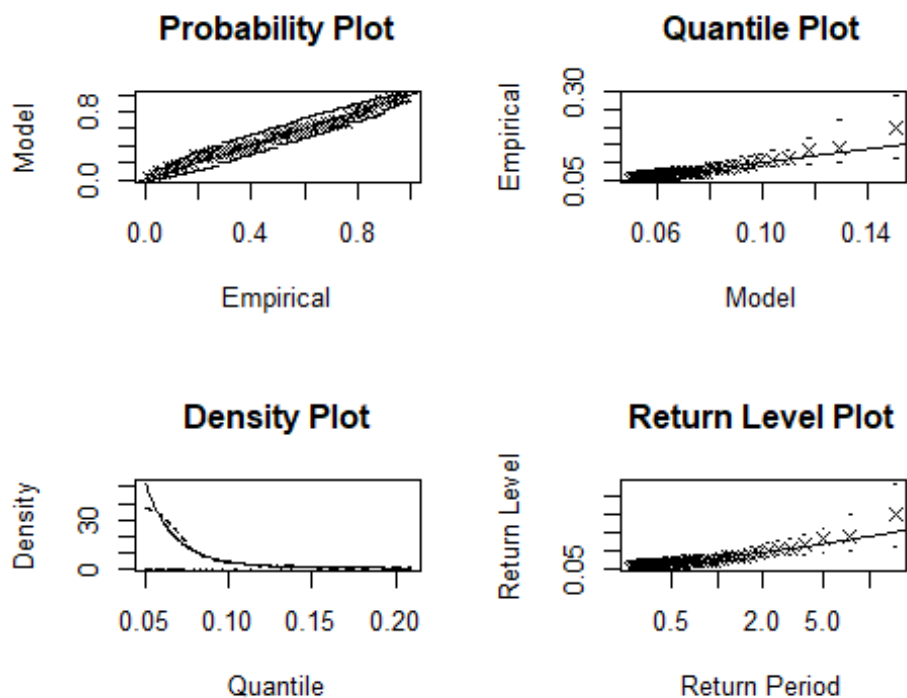 Probability Plot
Model
0.0 0.8
0.0 0.4 0.8
Empirical
Quantile Plot
Empirical
0.05 0.30
0.06 0.10 0.14
Model
Density Plot
Density
0 30
0.05 0.10 0.15 0.20
Quantile
Return Level Plot
Return Level
0.05
0.5 2.0 5.0
Return Period